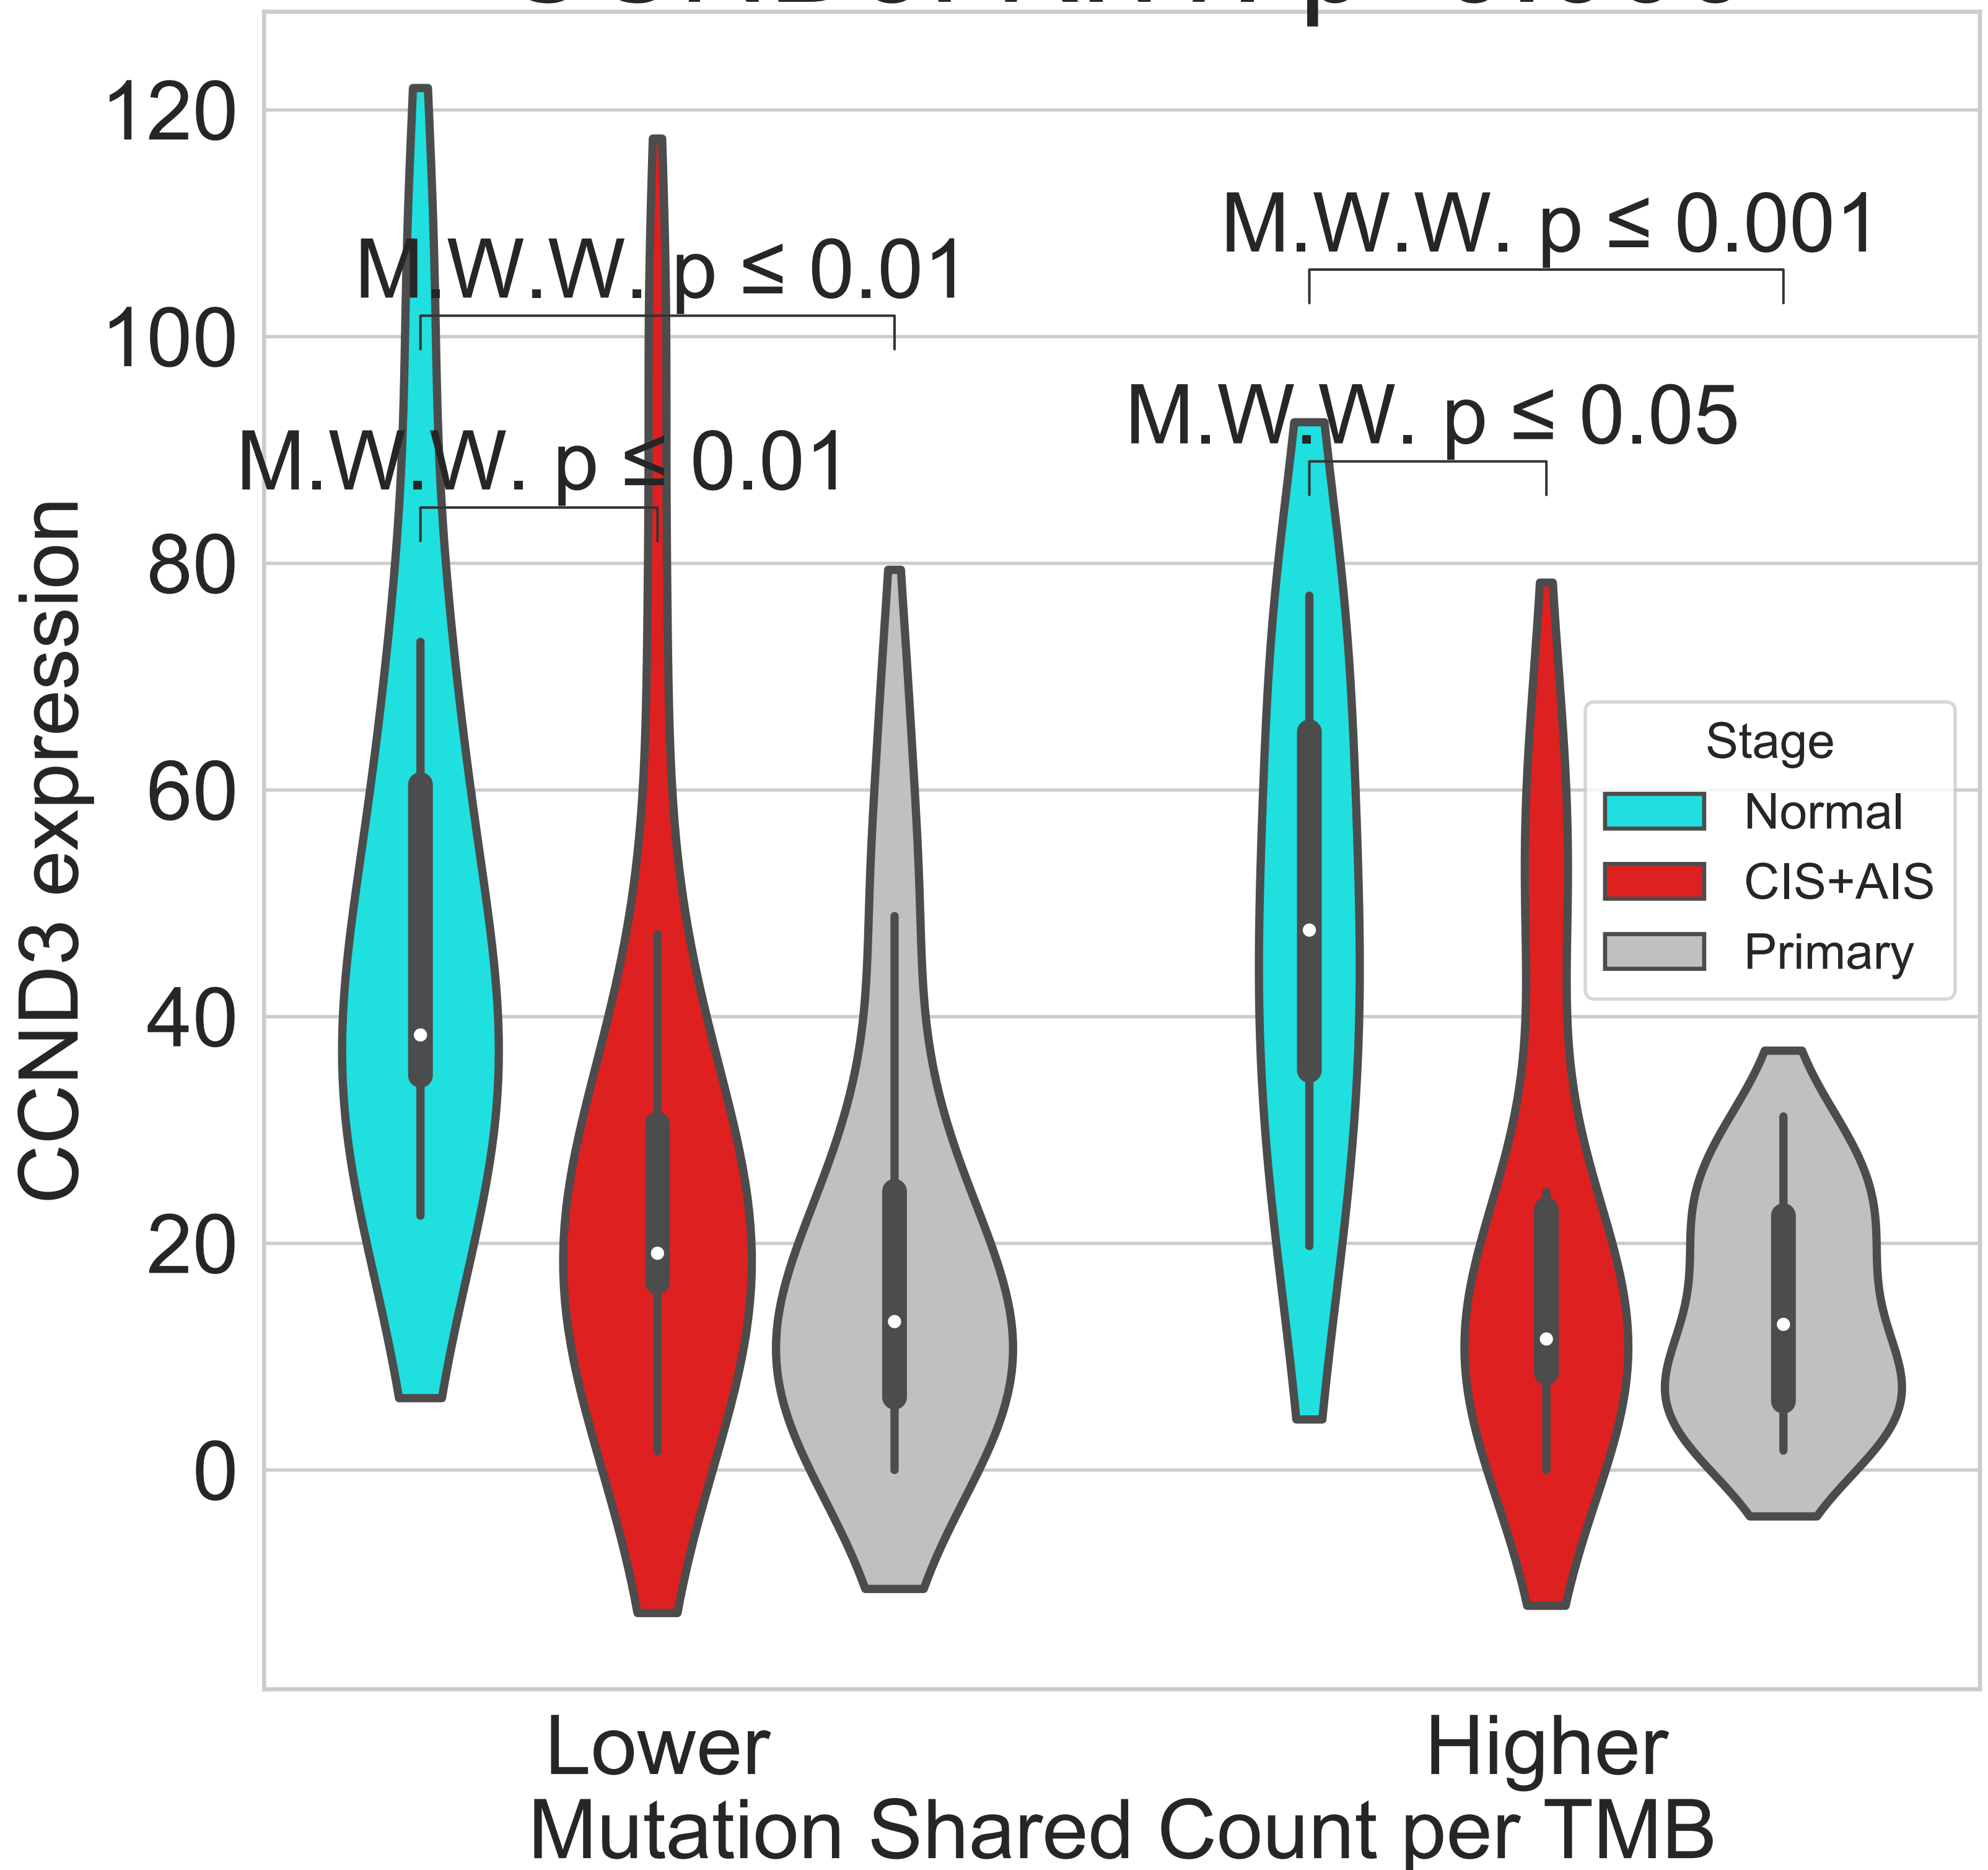 120
100
80
60
40
20
0
CCND3 expression
M.W.W. p ≤ 0.01
M.W.W. p ≤ 0.01
M.W.W. p ≤ 0.001
M.W.W. p ≤ 0.05
Stage
Normal
CIS+AIS
Primary
Lower
Higher
Mutation Shared Count per TMB